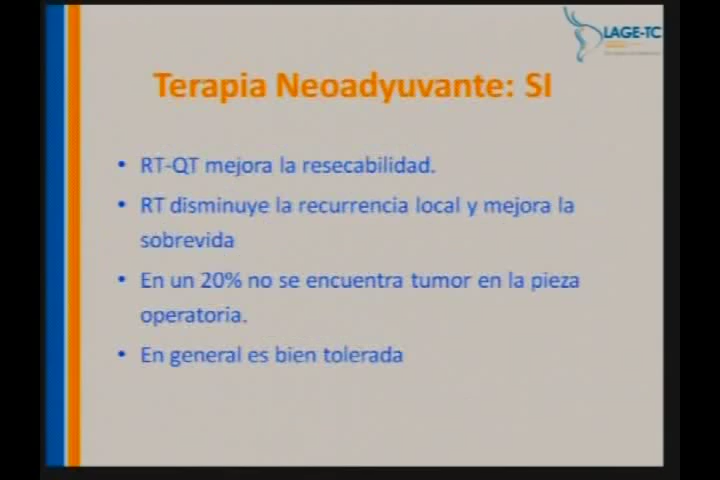 LAGE-TC
Terapia Neoadyuvante: SI
• RT-QT mejora la resecabilidad.
• RT disminuye la recurrencia local y mejora la
sobrevida
• En un 20% no se encuentra tumor en la pieza
operatoria.
• En general es bien tolerada